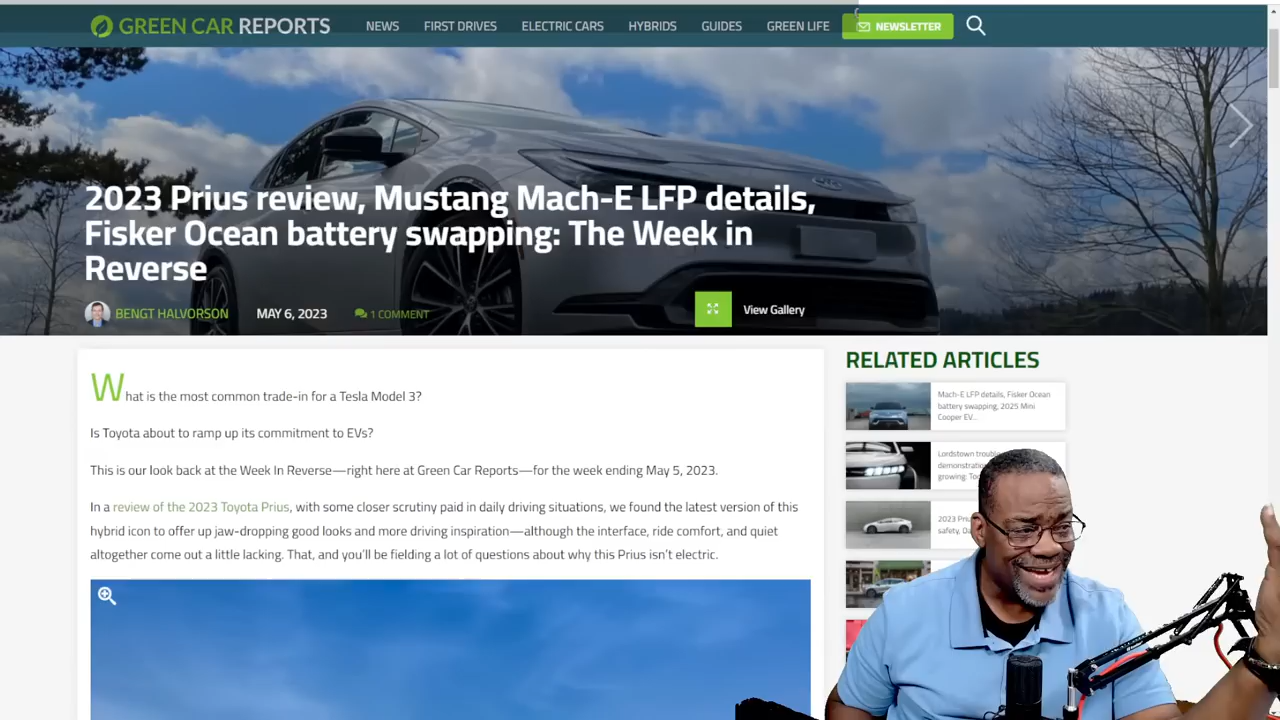 GREEN CAR REPORTS
NEWS
FIRST DRIVES
ELECTRIC CARS
HYBRIDS
GUIDES
GREEN LIFE
NEWSLETTER
2023 Prius review, Mustang Mach-E LFP details,
Fisker Ocean battery swapping: The Week in
Reverse
BENGT HALVORSON
MAY 6, 2023
1 COMMENT
View Gallery
What is the most common trade-in for a Tesla Model 3?
Is Toyota about to ramp up its commitment to EVs?
This is our look back at the Week In Reverse—right here at Green Car Reports—for the week ending May 5, 2023.
In a review of the 2023 Toyota Prius, with some closer scrutiny paid in daily driving situations, we found the latest version of this
hybrid icon to offer up jaw-dropping good looks and more driving inspiration—although the interface, ride comfort, and quiet
altogether come out a little lacking. That, and you'll be fielding a lot of questions about why this Prius isn't electric.
RELATED ARTICLES
Mach-E LFP details, Fisker Ocean
battery swapping, 2025 Mini
Cooper EV...
Lordstown
growing:
2023
safety,